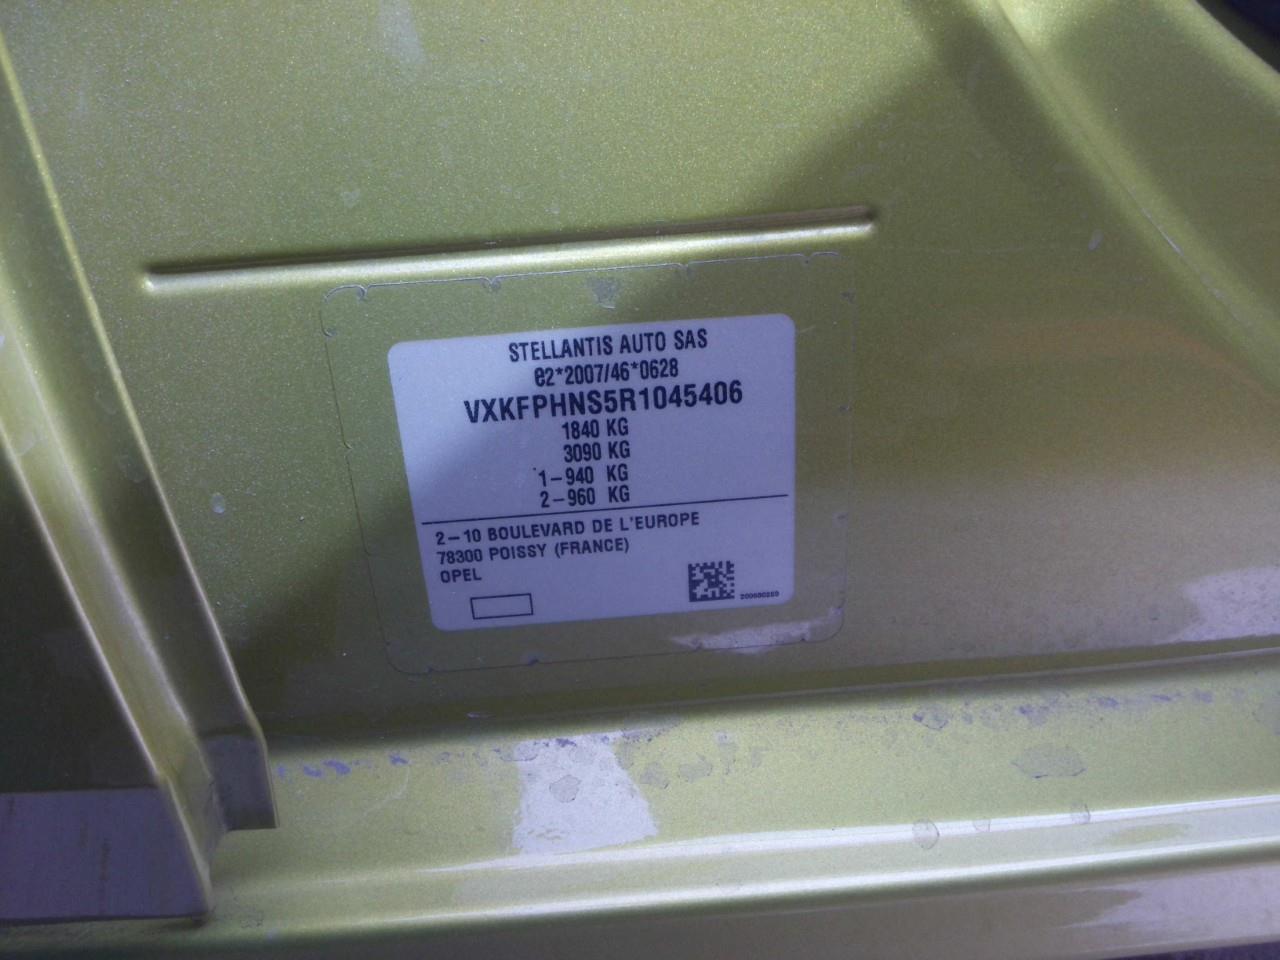 STELLANTIS AUTO SAS
e2*2007/46*0628
VXKFPHNS5R1045406
1840 KG
3090 KG
1-940 KG
2-960 KG
2-10 BOULEVARD DE L'EUROPE
78300 POISSY (FRANCE)
OPEL